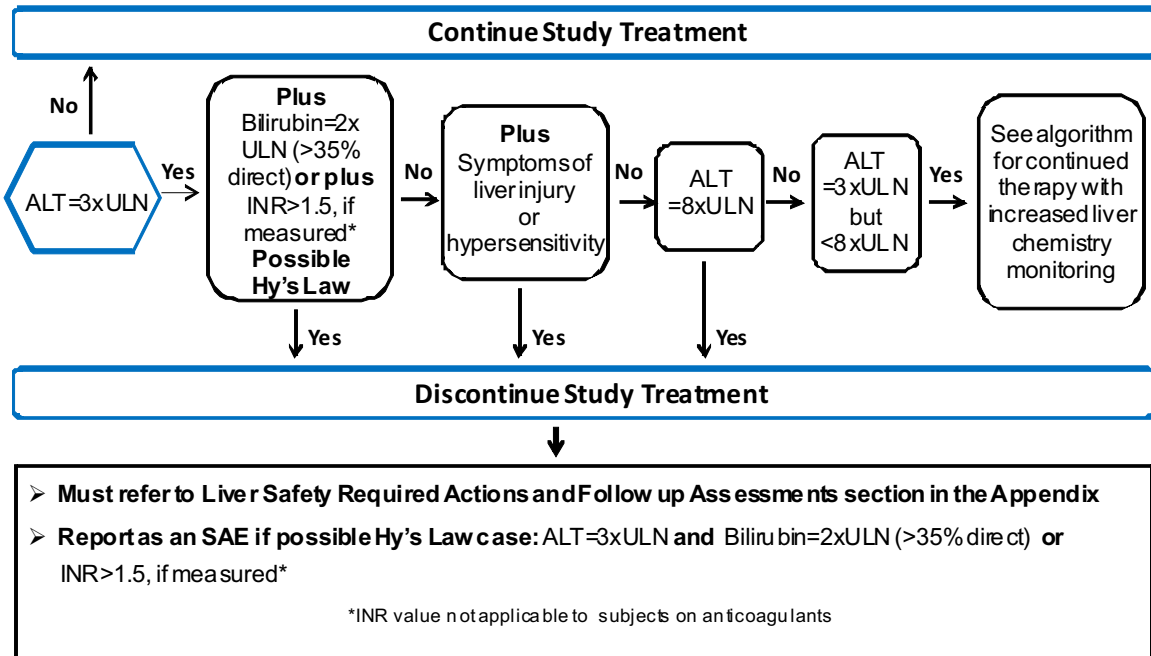 Continue Study Treatment
No
ALT=3xULN
Yes
Plus
Bilirubin=2x
ULN (>35%
direct) or plus
INR>1.5, if
measured*
Possible
Hy's Law
No
Yes
Plus
Symptoms of
liver injury
or
hypersensitivity
No
Yes
ALT
=8xULN
No
Yes
ALT
=3xULN
but
<8xULN
Yes
See algorithm
for continued
therapy with
increased liver
chemistry
monitoring
Discontinue Study Treatment
➢ Must refer to Liver Safety Required Actions and Follow up Assessments section in the Appendix
➢ Report as an SAE if possible Hy's Law case: ALT=3xULN and Bilirubin=2xULN (>35% direct) or
INR>1.5, if measured*
*INR value not applicable to subjects on anticoagulants